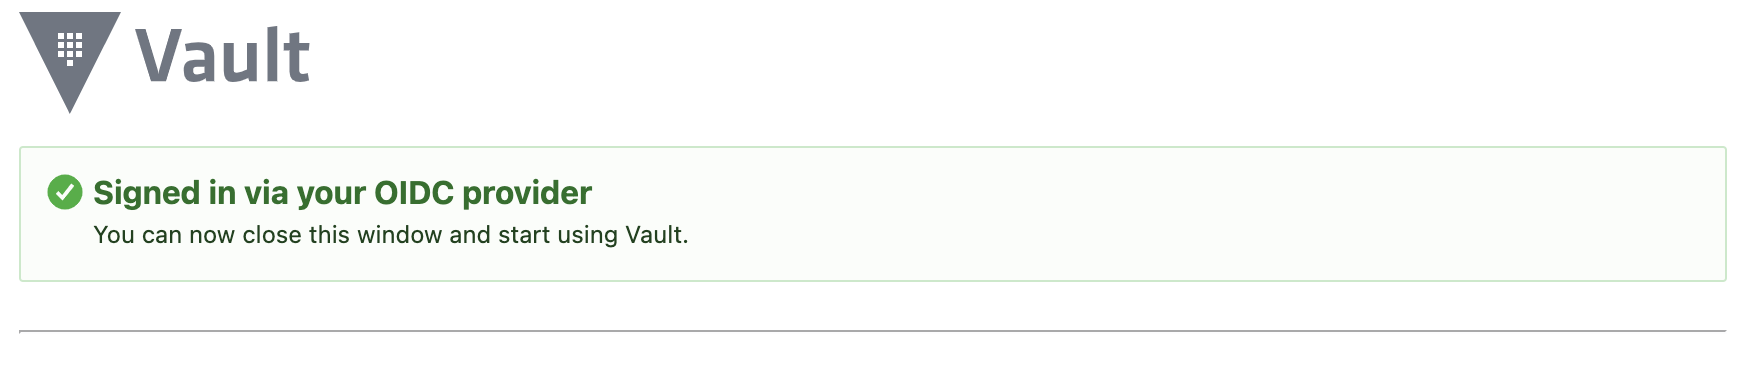 Vault
Signed in via your OIDC provider
You can now close this window and start using Vault.